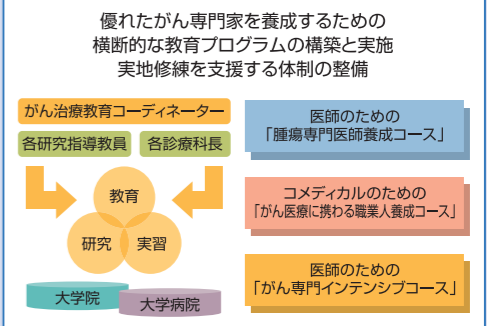 優れたがん専門家を養成するための
横断的な教育プログラムの構築と実施
実地修練を支援する体制の整備
がん治療教育コーディネーター
各研究指導教員
各診療科長
教育
研究
実習
大学院
大学病院
医師のための
「腫瘍専門医師養成コース」
コメディカルのための
「がん医療に携わる職業人養成コース」
医師のための
「がん専門インテンシブコース」